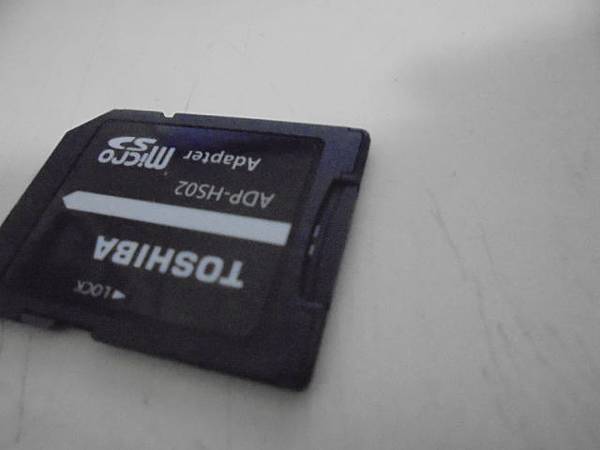 ◄LOCK
TOSHIBA
ADP-HS02
micro SD Adapter